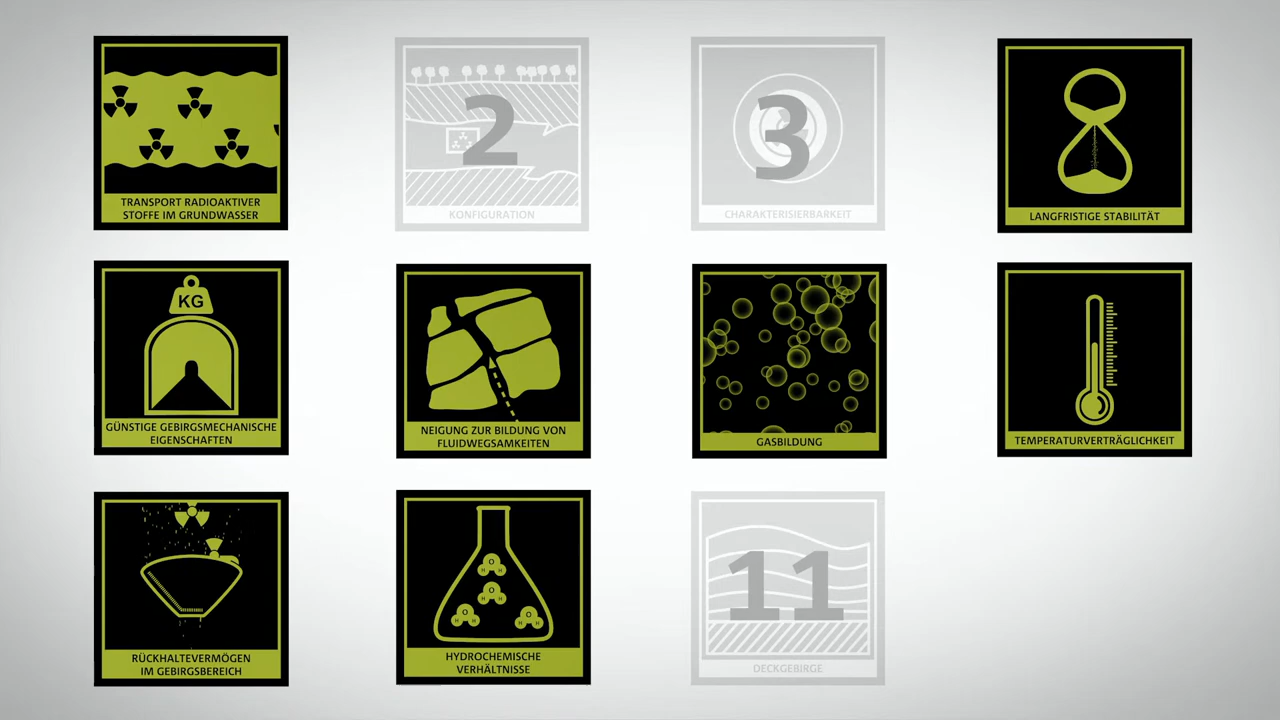 TRANSPORT RADIOAKTIVER
STOFFE IM GRUNDWASSER
2
KONFIGURATION
3
CHARAKTERISIERBARKEIT
LANGFRISTIGE STABILITÄT
KG
GÜNSTIGE GEBIRGSMECHANISCHE
EIGENSCHAFTEN
NEIGUNG ZUR BILDUNG VON
FLUIDWEGSAMKEITEN
GASBILDUNG
TEMPERATURVERTRÄGLICHKEIT
RÜCKHALTEVERMÖGEN
IM GEBIRGSBEREICH
O
H H
O
H H
O
H H
O
H H
HYDROCHEMISCHE
VERHÄLTNISSE
11
DECKGEBIRGE